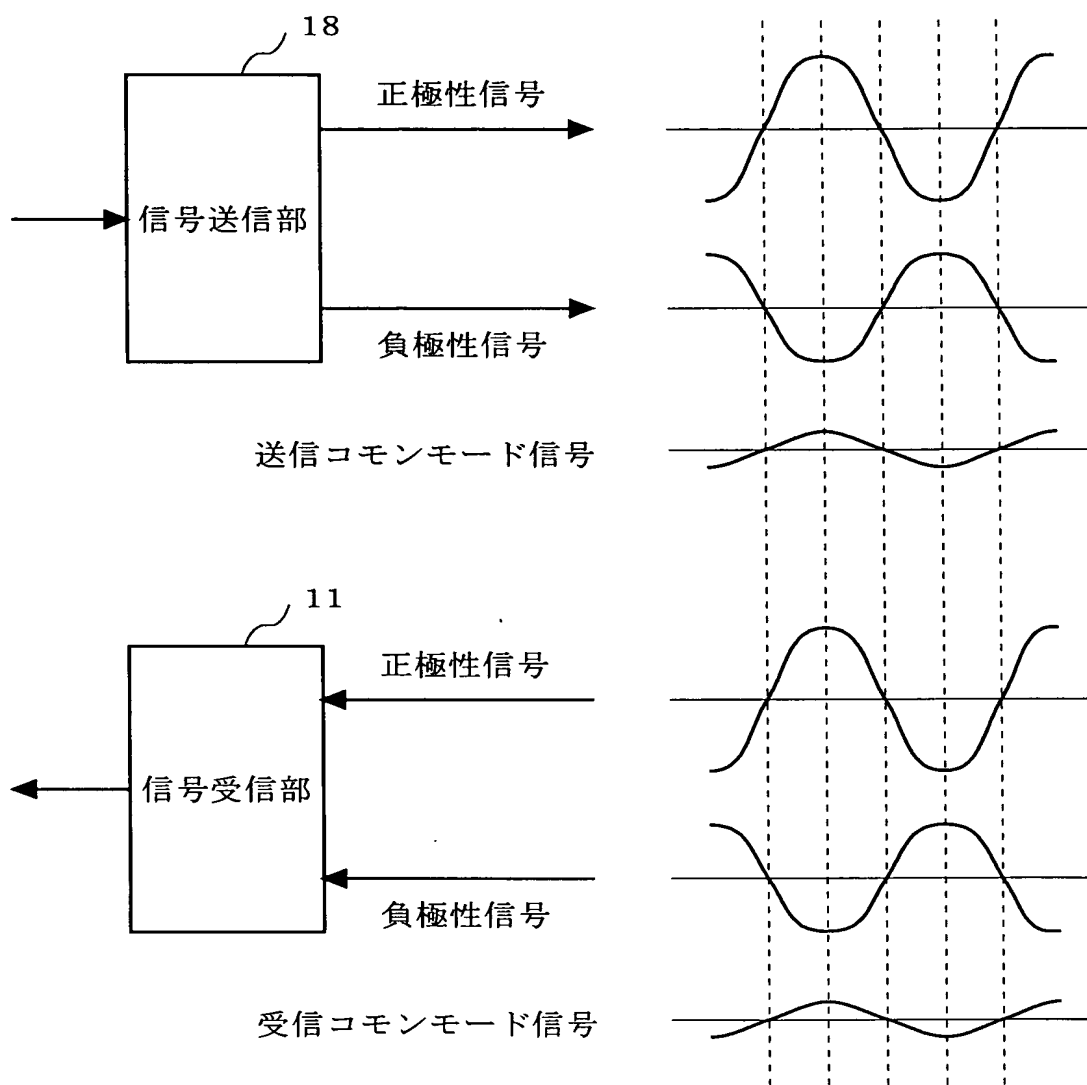 18
正極性信号
信号送信部
負極性信号
送信コモンモード信号
11
正極性信号
信号受信部
負極性信号
受信コモンモード信号